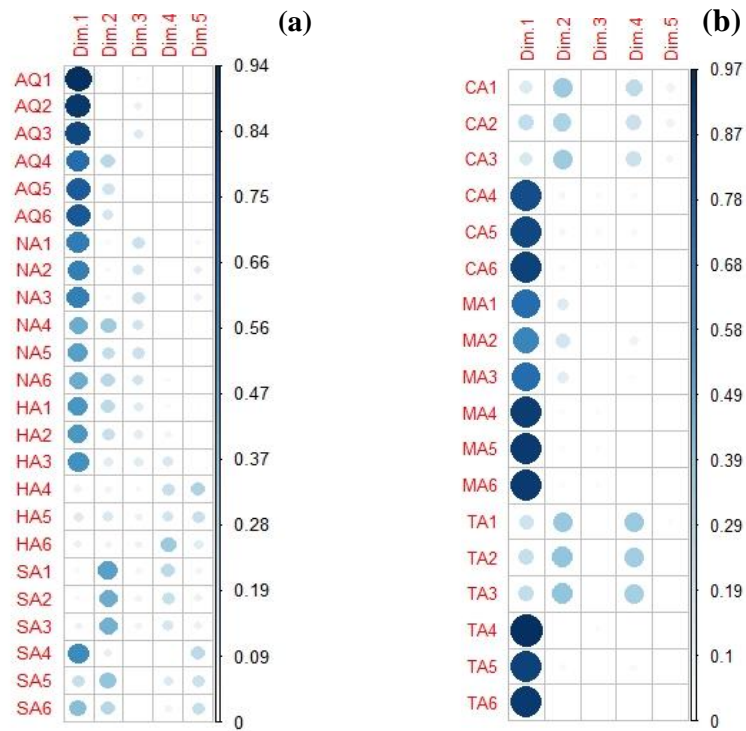 (a)
Dim.1 Dim.2 Dim.3 Dim.4 Dim.5
AQ1
AQ2
AQ3
AQ4
AQ5
AQ6
NA1
NA2
NA3
NA4
NA5
NA6
HA1
HA2
HA3
HA4
HA5
HA6
SA1
SA2
SA3
SA4
SA5
SA6
0.94
0.84
0.75
0.66
0.56
0.47
0.37
0.28
0.19
0.09
0
(b)
Dim.1 Dim.2 Dim.3 Dim.4 Dim.5
CA1
CA2
CA3
CA4
CA5
CA6
MA1
MA2
MA3
MA4
MA5
MA6
TA1
TA2
TA3
TA4
TA5
TA6
0.97
0.87
0.78
0.68
0.58
0.49
0.39
0.29
0.19
0.1
0